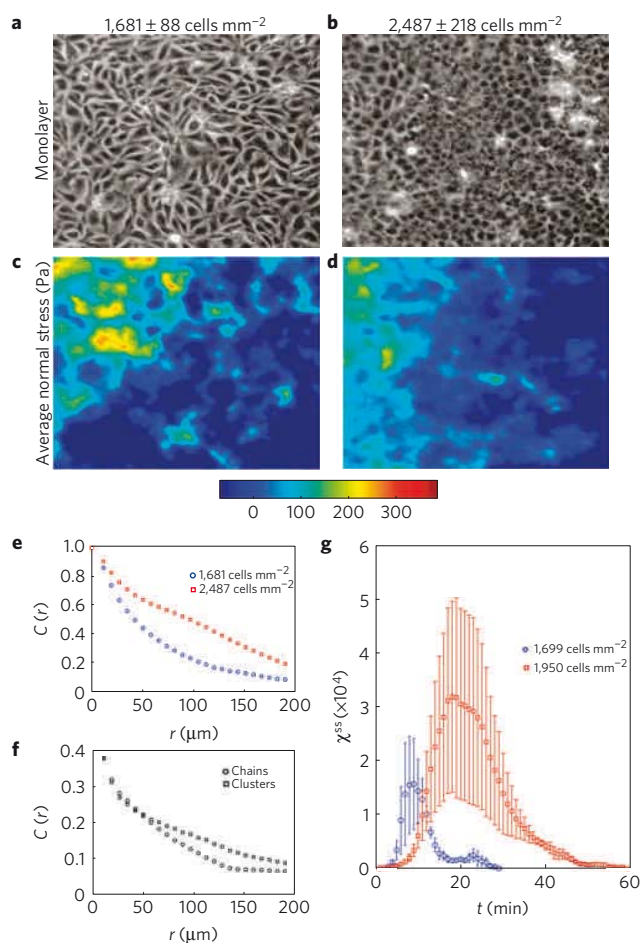 a 1,681 ± 88 cells mm−2
b 2,487 ± 218 cells mm−2
Monolayer
c
d
Average normal stress (Pa)
0 100 200 300
e
1.0
0.8
0.6
0.4
0.2
0
C (r)
1,681 cells mm−2
2,487 cells mm−2
0 50 100 150 200
r (μm)
f
0.4
0.3
0.2
0.1
0
C (r)
Chains
Clusters
0 50 100 150 200
r (μm)
g
6
5
4
3
2
1
0
χss (×104)
1,699 cells mm−2
1,950 cells mm−2
0 20 40 60
t (min)